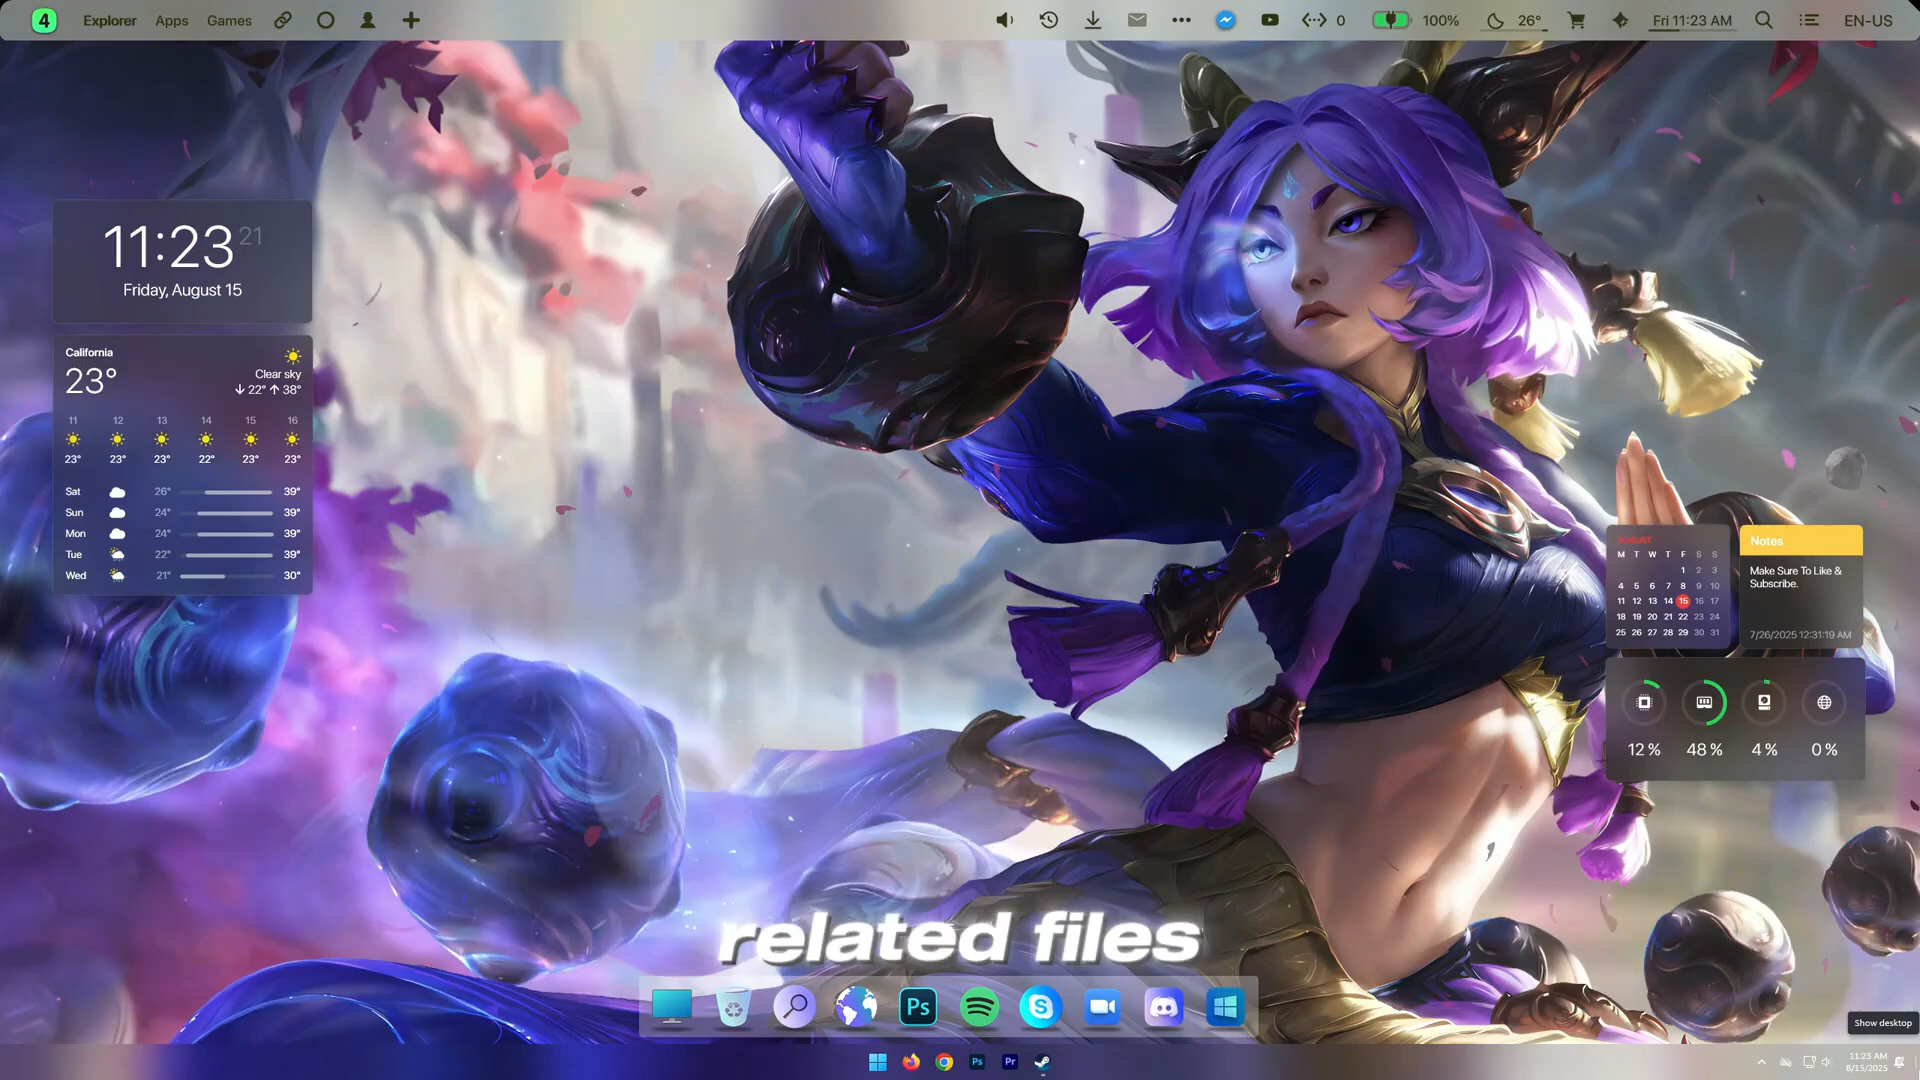 4 Explorer Apps Games 0 100% 26° Fri 11:23 AM EN-US
11:23 21
Friday, August 15
California
23°
Clear sky
↓ 22° ↑ 38°
11 12 13 14 15 16
23° 23° 23° 22° 23° 23°
Sat 26° 39°
Sun 24° 39°
Mon 24° 39°
Tue 22° 39°
Wed 21° 30°
AUGUST
M T W T F S S
1 2 3
4 5 6 7 8 9 10
11 12 13 14 15 16 17
18 19 20 21 22 23 24
25 26 27 28 29 30 31
Notes
Make Sure To Like &
Subscribe.
7/26/2025 12:31:19 AM
12 % 48 % 4 % 0 %
related files
Ps
S
Show desktop
Ps Pr
11:23 AM
8/15/2025